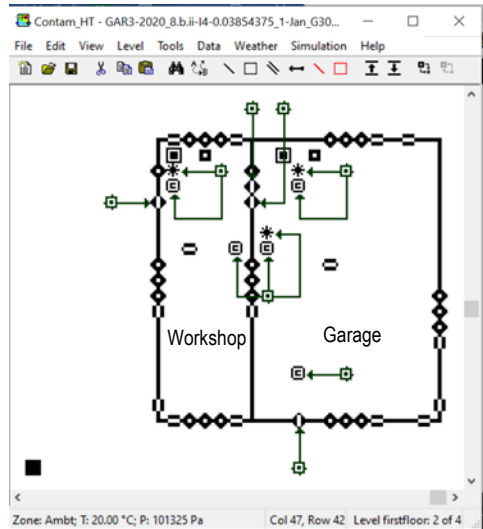 Contam_HT - GAR3-2020_8.b.ii-I4-0.03854375_1-Jan_G30...
File Edit View Level Tools Data Weather Simulation Help
Workshop
Garage
Zone: Ambt; T: 20.00 °C; P: 101325 Pa
Col 47, Row 42
Level firstfloor: 2 of 4